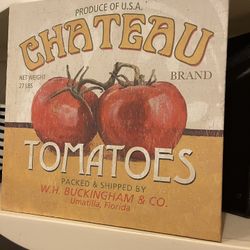 PRODUCE OF U.S.A.
CHATEAU
BRAND
NET WEIGHT
27 LBS
TOMATOES
PACKED & SHIPPED BY
W.H. BUCKINGHAM & CO.
Umatilla, Florida